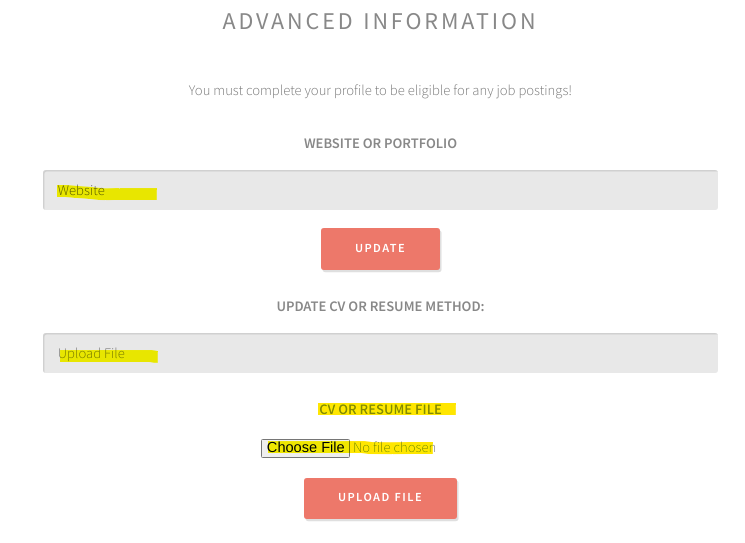 ADVANCED INFORMATION
You must complete your profile to be eligible for any job postings!
WEBSITE OR PORTFOLIO
Website
UPDATE
UPDATE CV OR RESUME METHOD:
Upload File
CV OR RESUME FILE
Choose File No file chosen
UPLOAD FILE